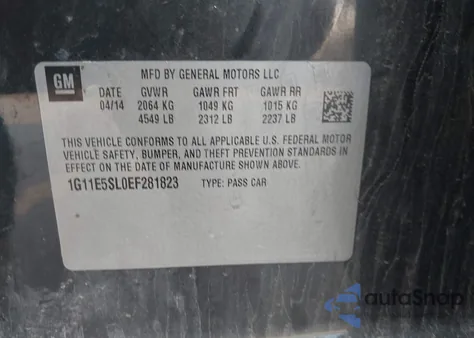 GM
MFD BY GENERAL MOTORS LLC
DATE GVWR GAWR FRT GAWR RR
04/14 2064 KG 1049 KG 1015 KG
4549 LB 2312 LB 2237 LB
THIS VEHICLE CONFORMS TO ALL APPLICABLE U.S. FEDERAL MOTOR
VEHICLE SAFETY, BUMPER, AND THEFT PREVENTION STANDARDS IN
EFFECT ON THE DATE OF MANUFACTURE SHOWN ABOVE.
1G11E5SL0EF281823 TYPE: PASS CAR
autoSnap